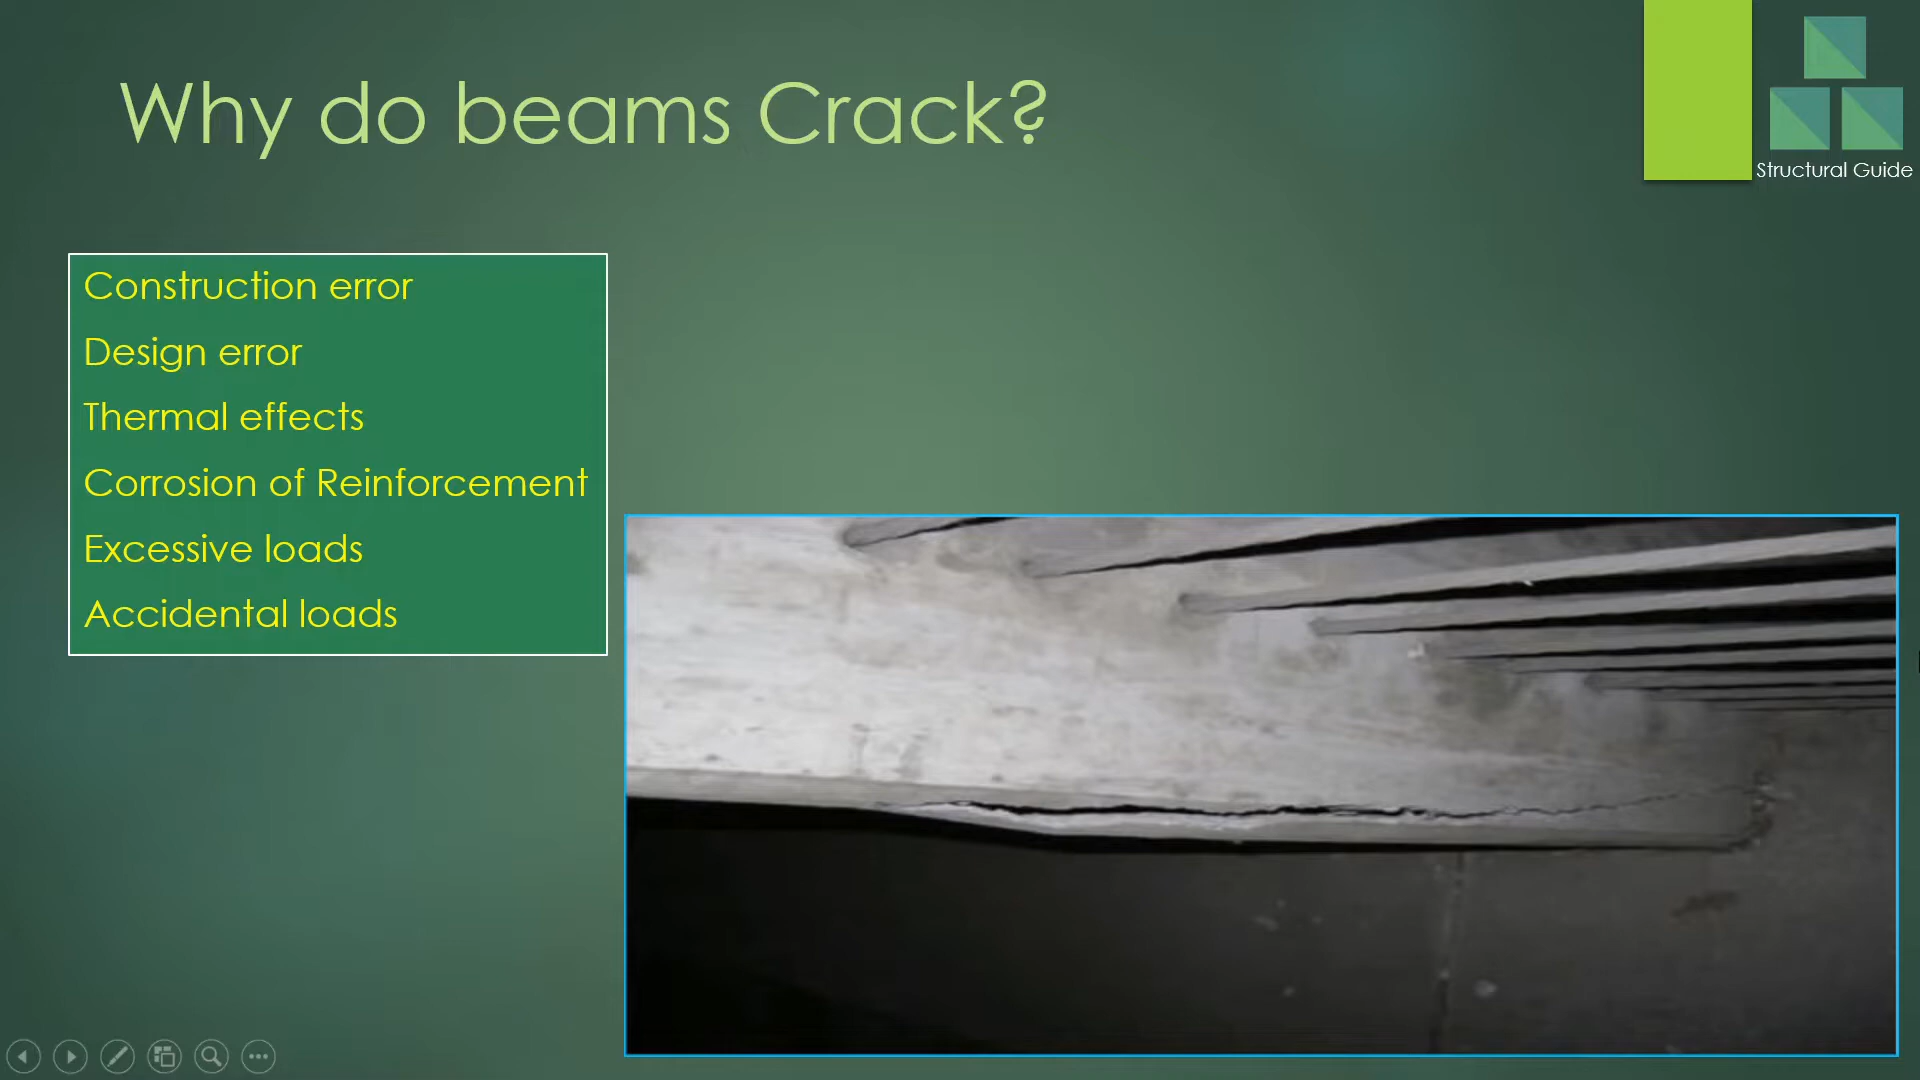 Why do beams Crack?
Structural Guide
Construction error
Design error
Thermal effects
Corrosion of Reinforcement
Excessive loads
Accidental loads